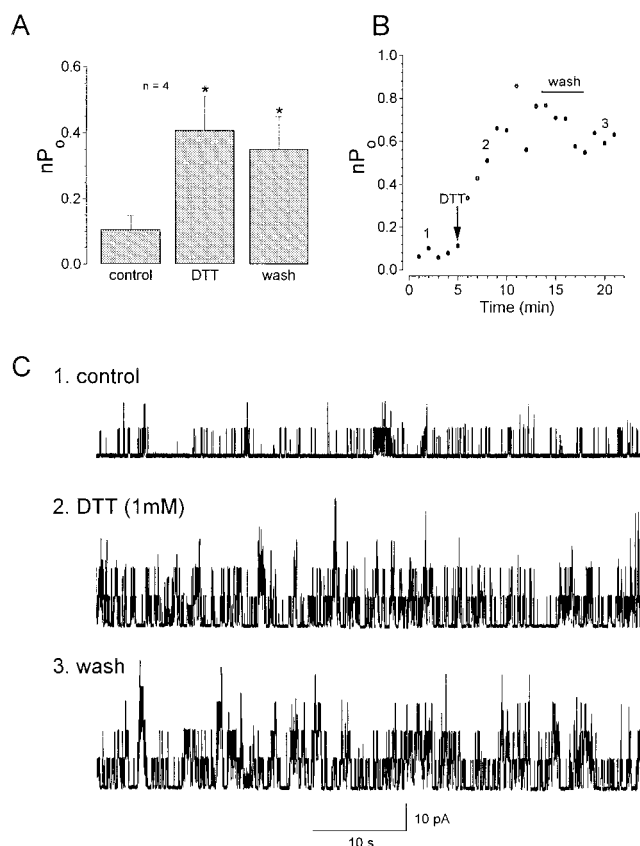 A
nPo
0.6
0.4
0.2
0.0
n = 4
*
*
control
DTT
wash
B
nPo
1.0
0.8
0.6
0.4
0.2
0.0
wash
3
2
DTT
1
0
5
10
15
20
Time (min)
C
1. control
2. DTT (1mM)
3. wash
10 pA
10 s